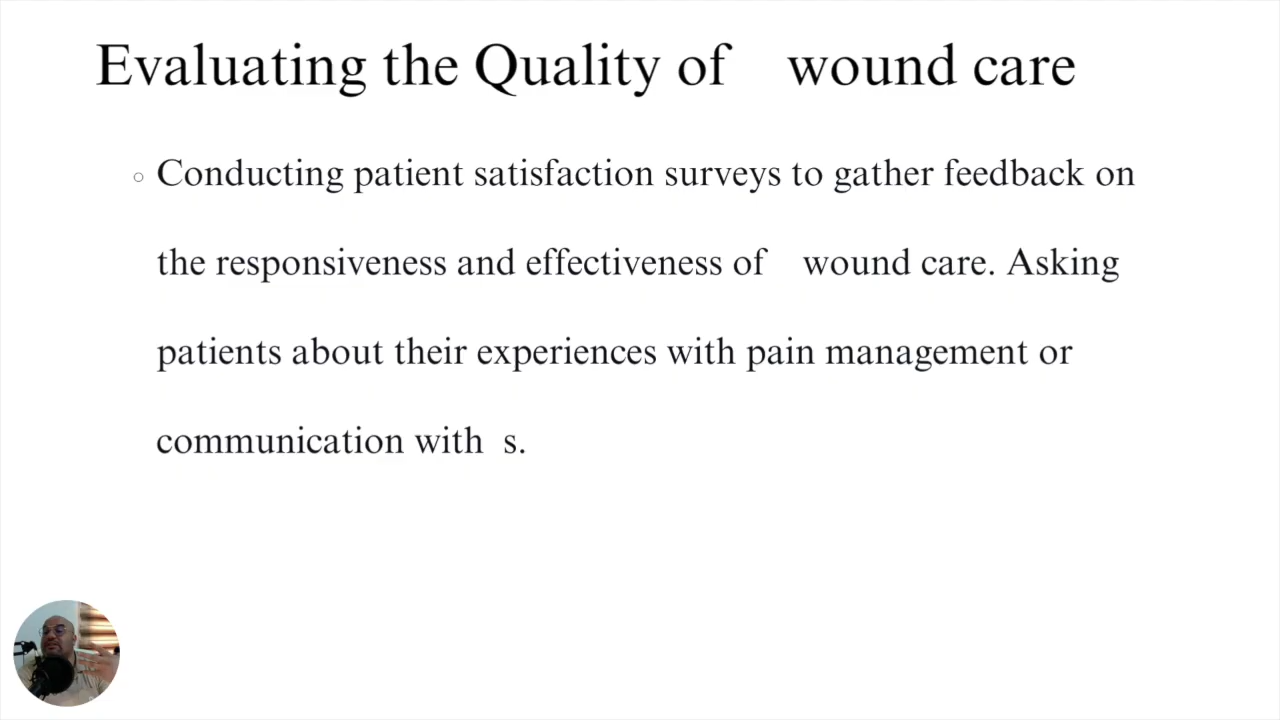 Evaluating the Quality of wound care
Conducting patient satisfaction surveys to gather feedback on
the responsiveness and effectiveness of wound care. Asking
patients about their experiences with pain management or
communication with s.